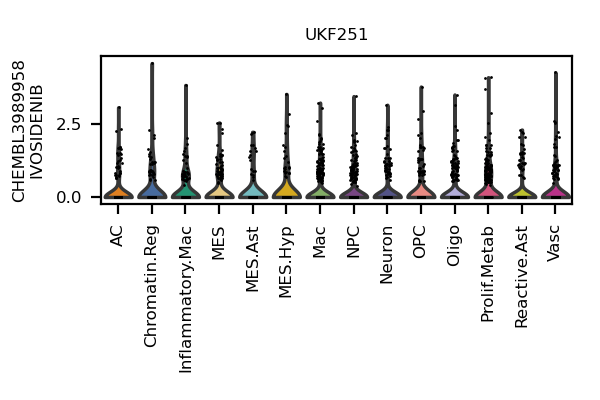 UKF251
CHEMBL3989958
IVOSIDENIB
2.5
0.0
AC
Chromatin.Reg
Inflammatory.Mac
MES
MES.Ast
MES.Hyp
Mac
NPC
Neuron
OPC
Oligo
Prolif.Metab
Reactive.Ast
Vasc